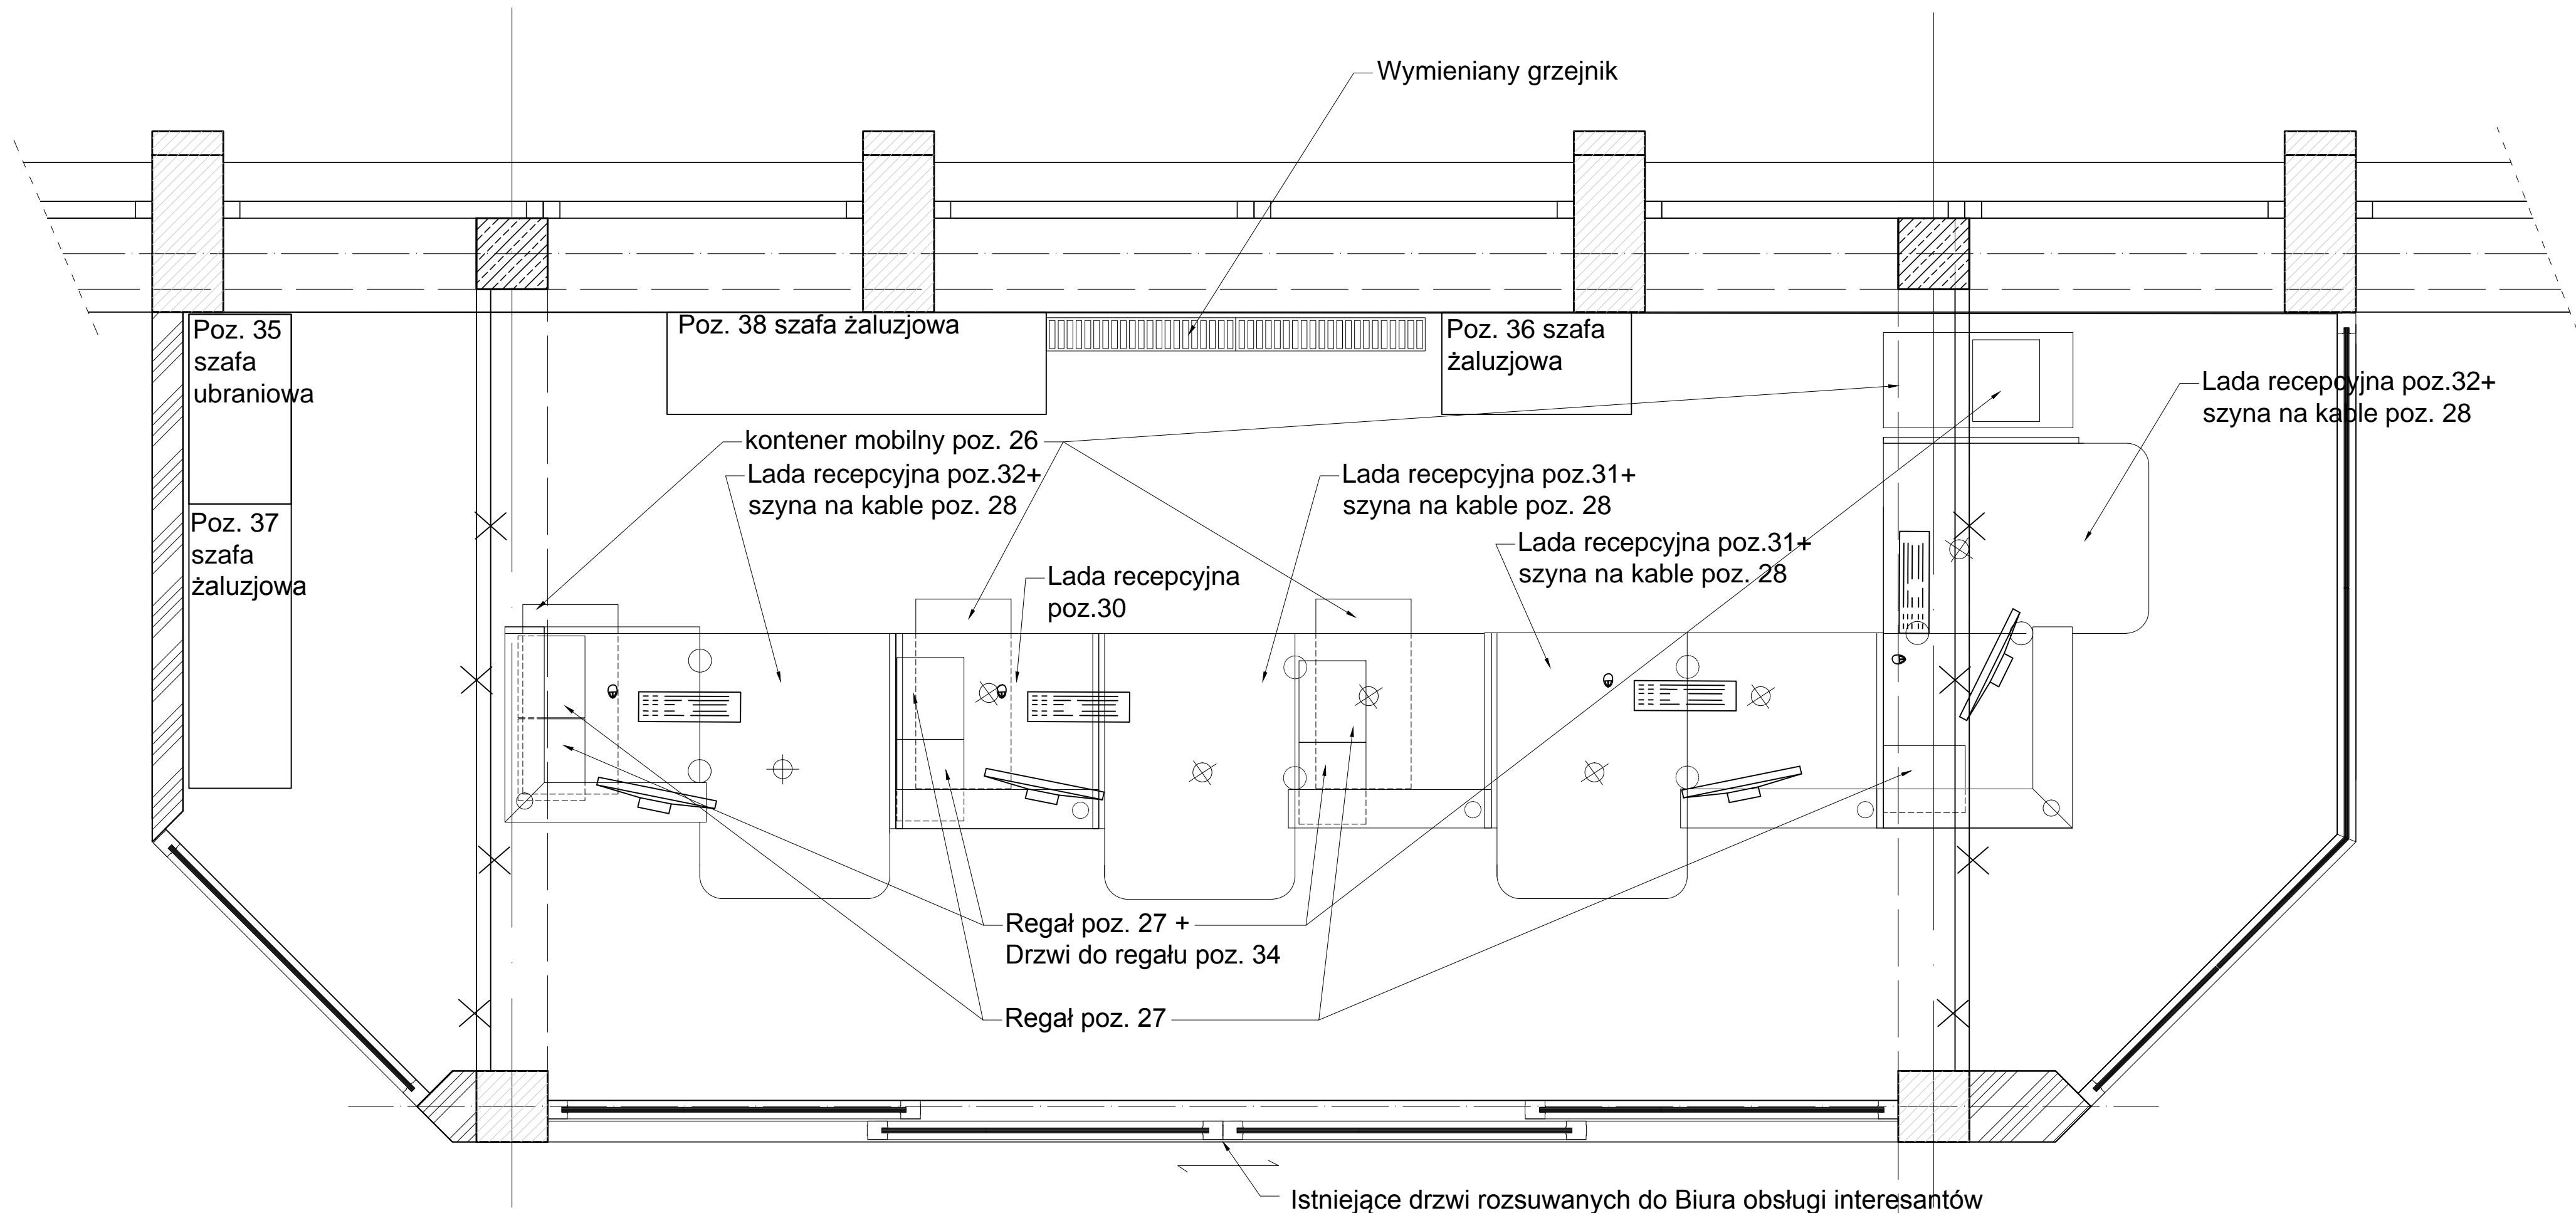 Wymieniany grzejnik
Poz. 35
szafa
ubraniowa
Poz. 38 szafa żaluzjowa
Poz. 36 szafa
żaluzjowa
Lada recepcyjna poz.32+
szyna na kable poz. 28
kontener mobilny poz. 26
Lada recepcyjna poz.32+
szyna na kable poz. 28
Lada recepcyjna poz.31+
szyna na kable poz. 28
Poz. 37
szafa
żaluzjowa
Lada recepcyjna poz.31+
szyna na kable poz. 28
Lada recepcyjna
poz.30
Regał poz. 27 +
Drzwi do regału poz. 34
Regał poz. 27
Istniejące drzwi rozsuwanych do Biura obsługi interesantów